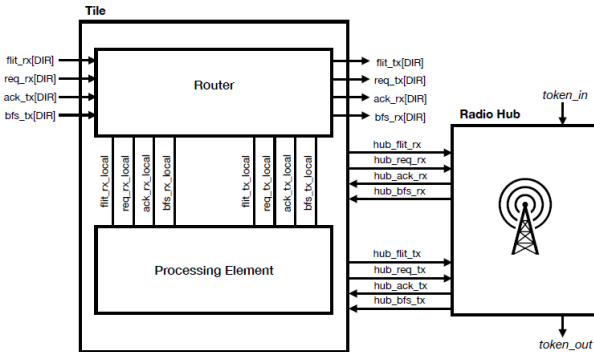 Tile
flit_rx[DIR]
req_rx[DIR]
ack_tx[DIR]
bfs_tx[DIR]
Router
flit_tx[DIR]
req_tx[DIR]
ack_rx[DIR]
bfs_rx[DIR]
flit_rx_local
req_rx_local
ack_rx_local
bfs_rx_local
flit_tx_local
req_tx_local
ack_tx_local
bfs_tx_local
Processing Element
hub_flit_rx
hub_req_rx
hub_ack_rx
hub_bfs_rx
hub_flit_tx
hub_req_tx
hub_ack_tx
hub_bfs_tx
token_in
Radio Hub
token_out